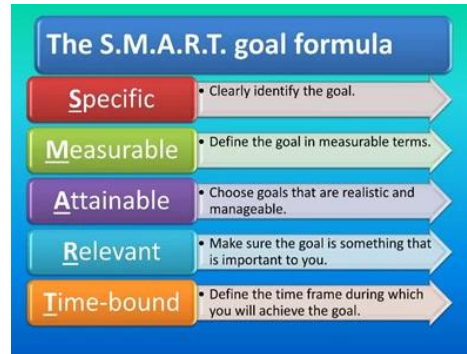 The S.M.A.R.T. goal formula
Specific
• Clearly identify the goal.
Measurable
• Define the goal in measurable terms.
Attainable
• Choose goals that are realistic and
manageable.
Relevant
• Make sure the goal is something that
is important to you.
Time-bound
• Define the time frame during which
you will achieve the goal.